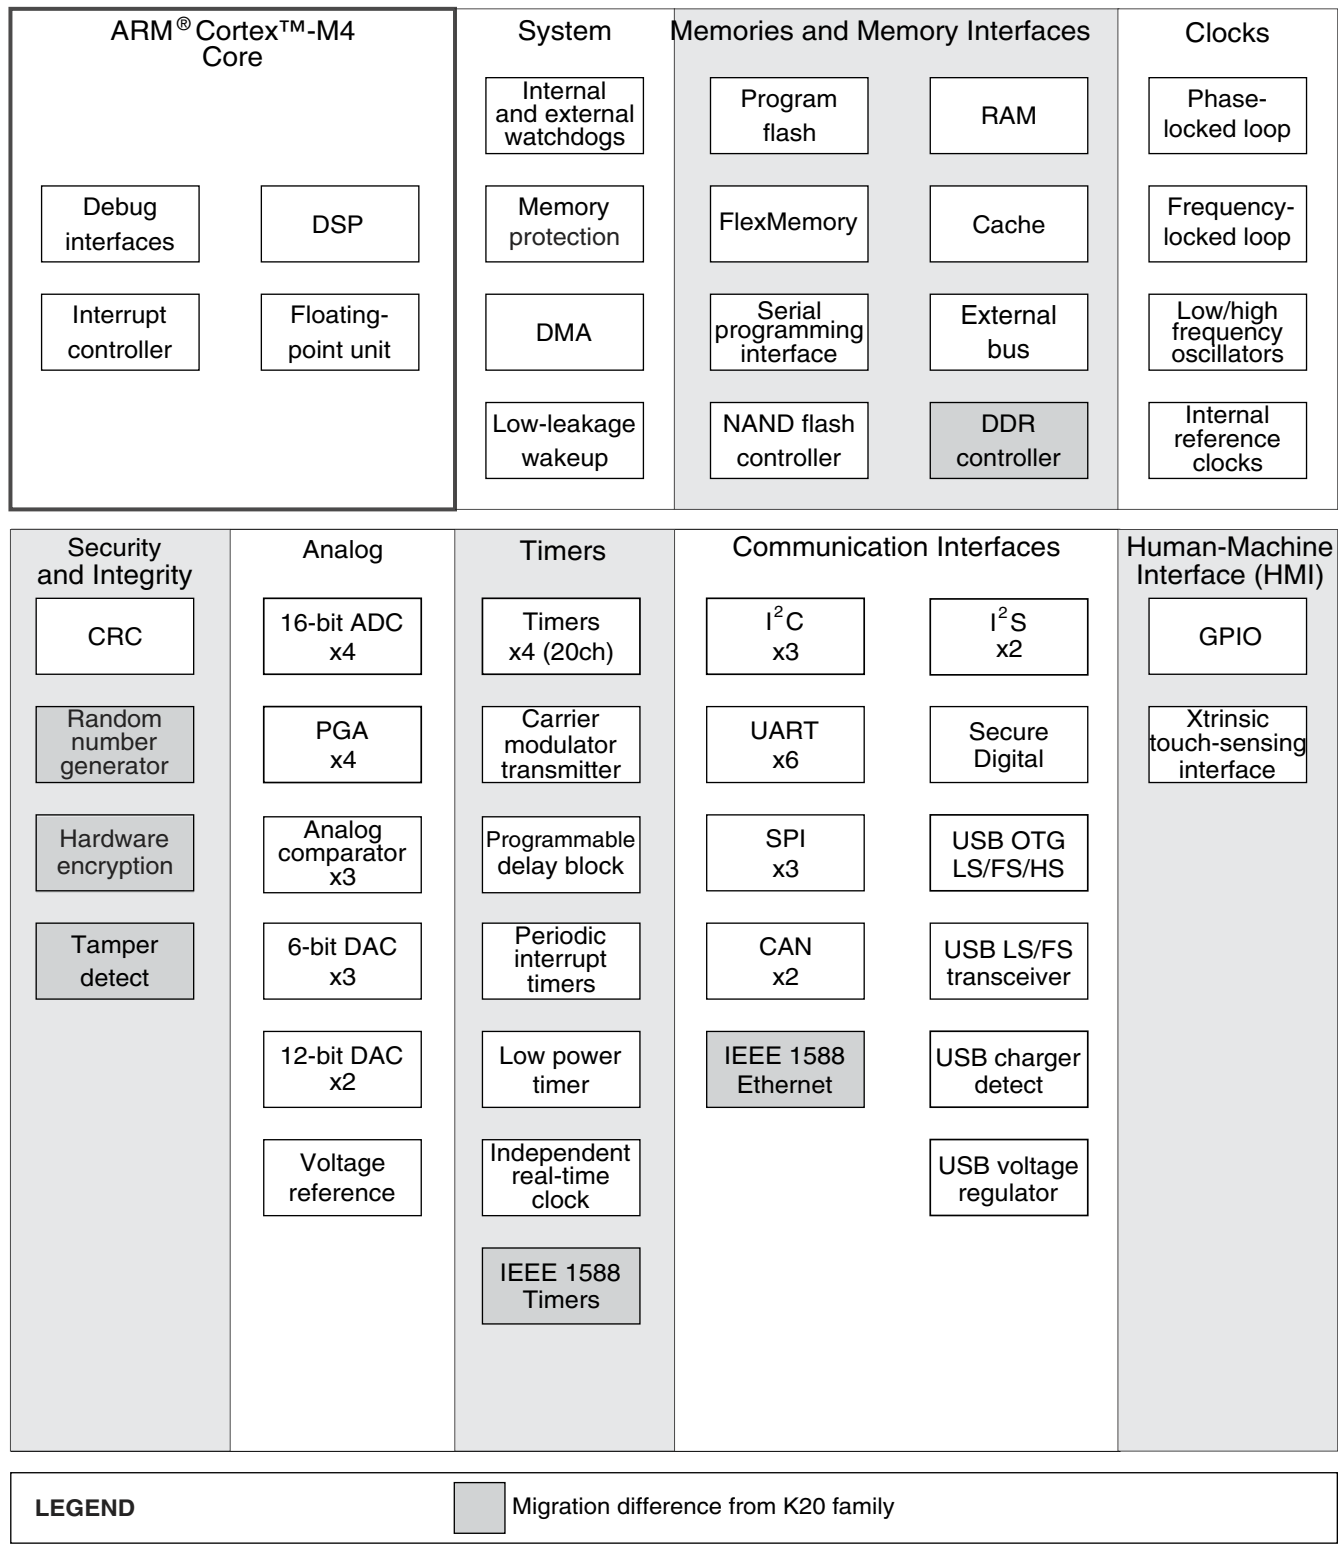 ARM® Cortex™-M4
Core
Debug
interfaces
DSP
Interrupt
controller
Floating-
point unit
System
Internal
and external
watchdogs
Memory
protection
DMA
Low-leakage
wakeup
Memories and Memory Interfaces
Program
flash
RAM
FlexMemory
Cache
Serial
programming
interface
External
bus
NAND flash
controller
DDR
controller
Clocks
Phase-
locked loop
Frequency-
locked loop
Low/high
frequency
oscillators
Internal
reference
clocks
Security
and Integrity
CRC
Random
number
generator
Hardware
encryption
Tamper
detect
Analog
16-bit ADC
x4
PGA
x4
Analog
comparator
x3
6-bit DAC
x3
12-bit DAC
x2
Voltage
reference
Timers
Timers
x4 (20ch)
Carrier
modulator
transmitter
Programmable
delay block
Periodic
interrupt
timers
Low power
timer
Independent
real-time
clock
IEEE 1588
Timers
Communication Interfaces
I²C
x3
I²S
x2
UART
x6
Secure
Digital
SPI
x3
USB OTG
LS/FS/HS
CAN
x2
USB LS/FS
transceiver
IEEE 1588
Ethernet
USB charger
detect
USB voltage
regulator
Human-Machine
Interface (HMI)
GPIO
Xtrinsic
touch-sensing
interface
LEGEND
Migration difference from K20 family